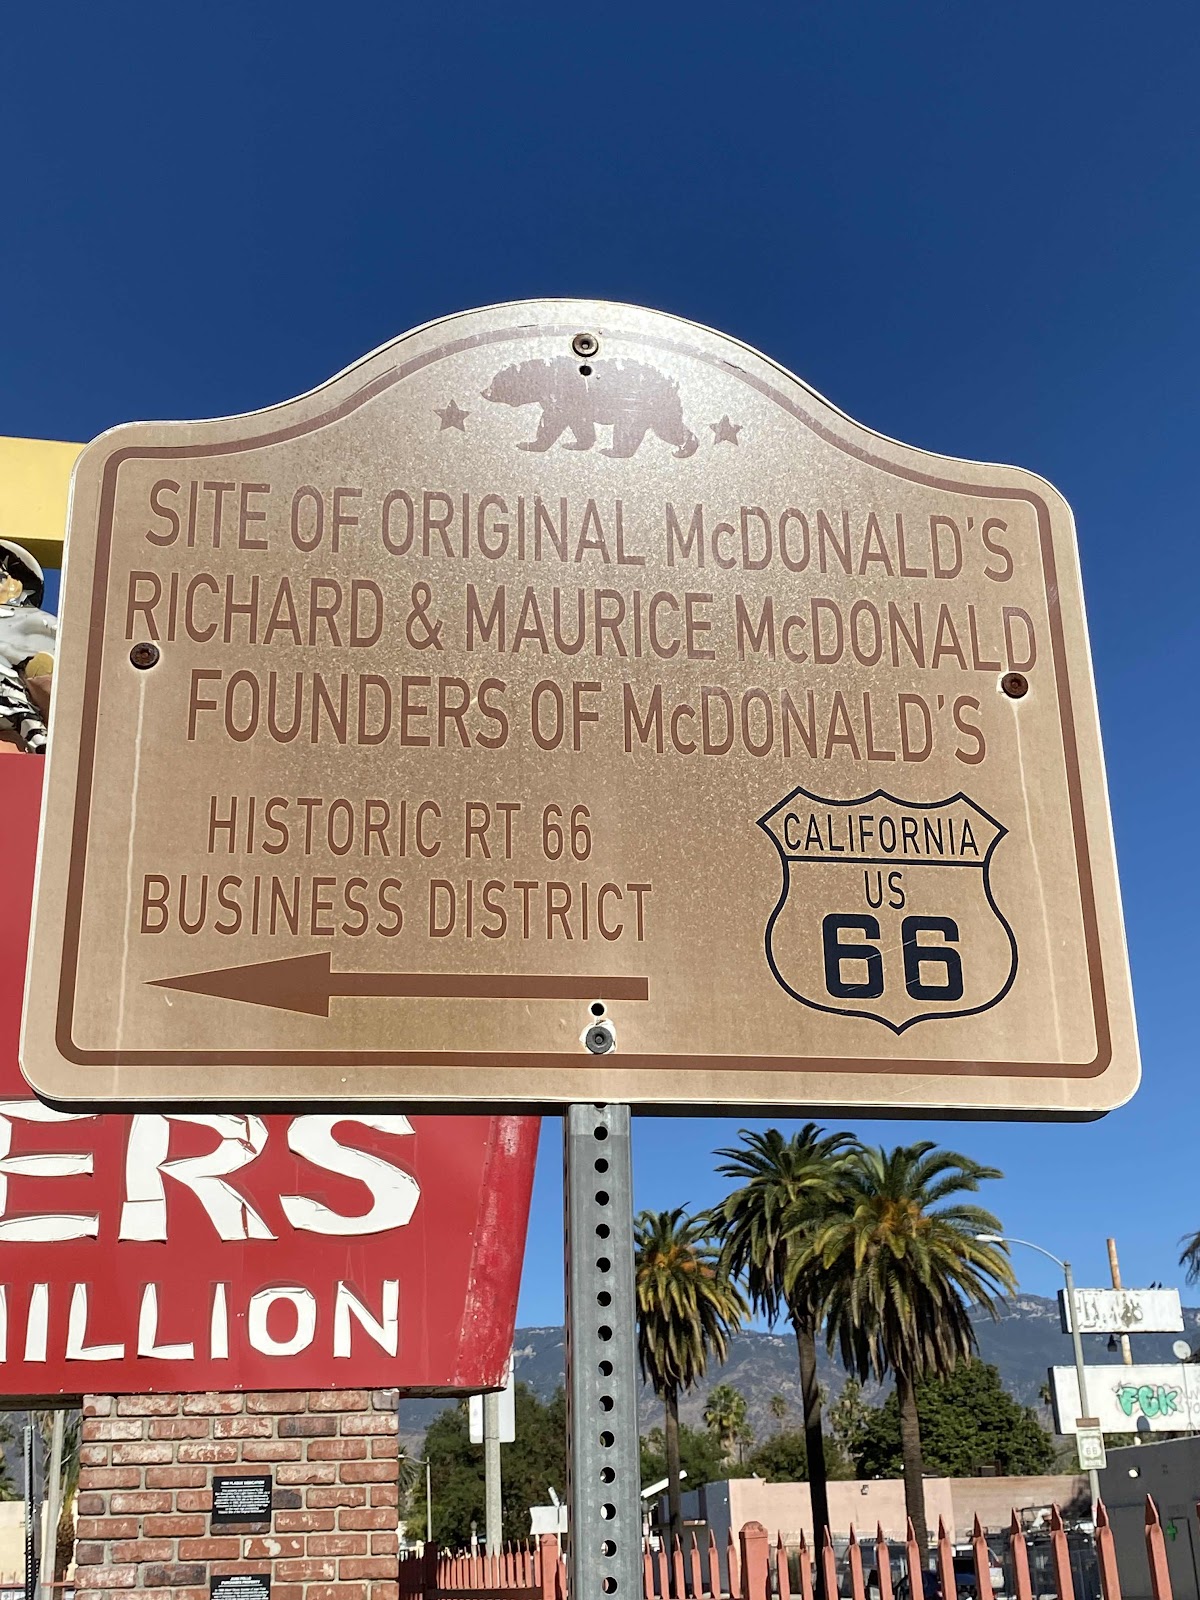 SITE OF ORIGINAL McDONALD'S
RICHARD & MAURICE McDONALD
FOUNDERS OF McDONALD'S
HISTORIC RT 66
BUSINESS DISTRICT
CALIFORNIA
US
66
ERS
ILLION